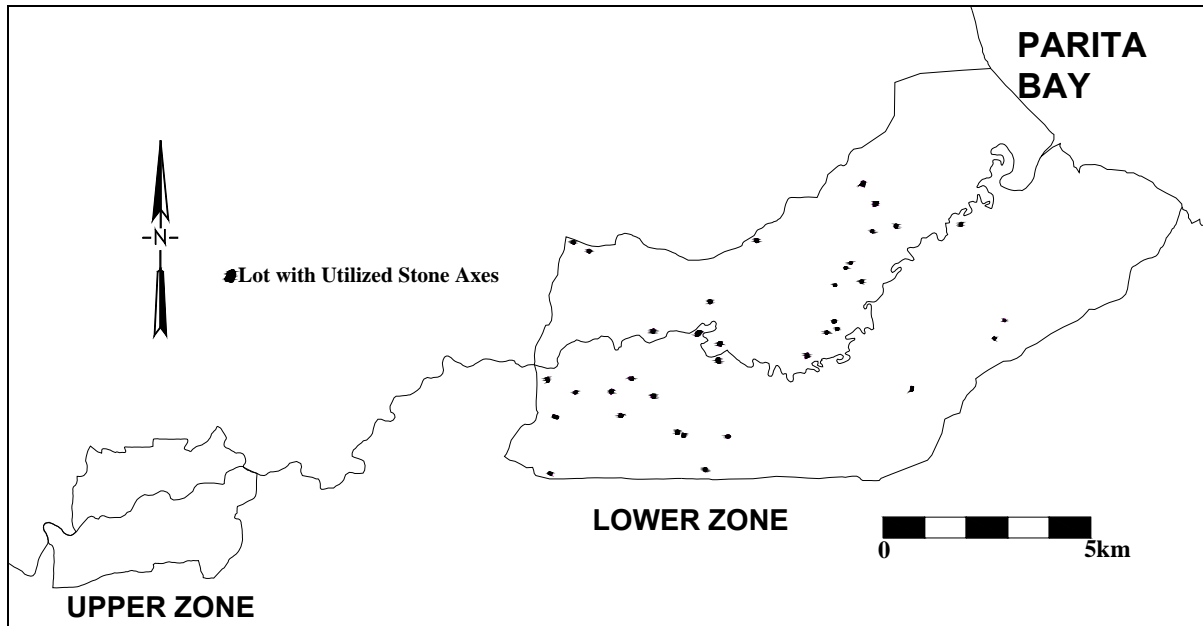 PARITA
BAY
N
Lot with Utilized Stone Axes
LOWER ZONE
0 5km
UPPER ZONE